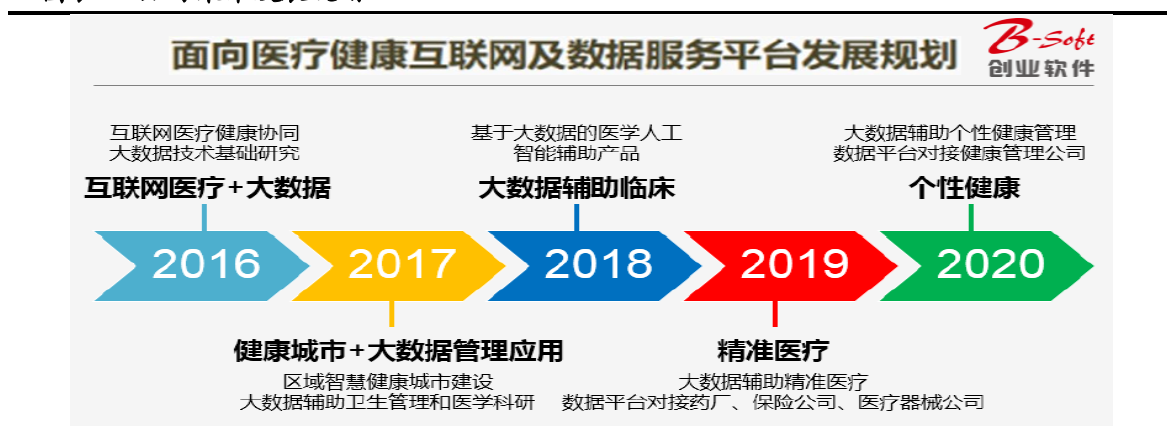 面向医疗健康互联网及数据服务平台发展规划
B-Soft
创业软件
互联网医疗健康协同
大数据技术基础研究
互联网医疗+大数据
基于大数据的医学人工
智能辅助产品
大数据辅助临床
大数据辅助个性健康管理
数据平台对接健康管理公司
个性健康
2016
2017
2018
2019
2020
健康城市+大数据管理应用
区域智慧健康城市建设
大数据辅助卫生管理和医学科研
精准医疗
大数据辅助精准医疗
数据平台对接药厂、保险公司、医疗器械公司